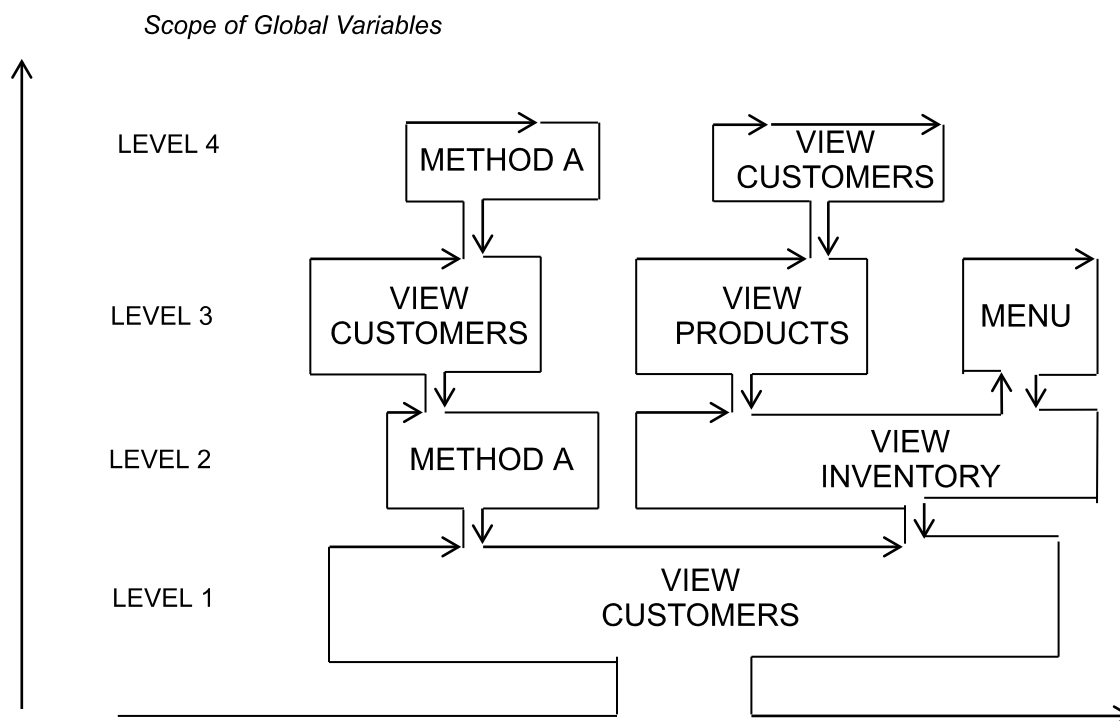 Scope of Global Variables
LEVEL 4
METHOD A
VIEW
CUSTOMERS
LEVEL 3
VIEW
CUSTOMERS
VIEW
PRODUCTS
MENU
LEVEL 2
METHOD A
VIEW
INVENTORY
LEVEL 1
VIEW
CUSTOMERS